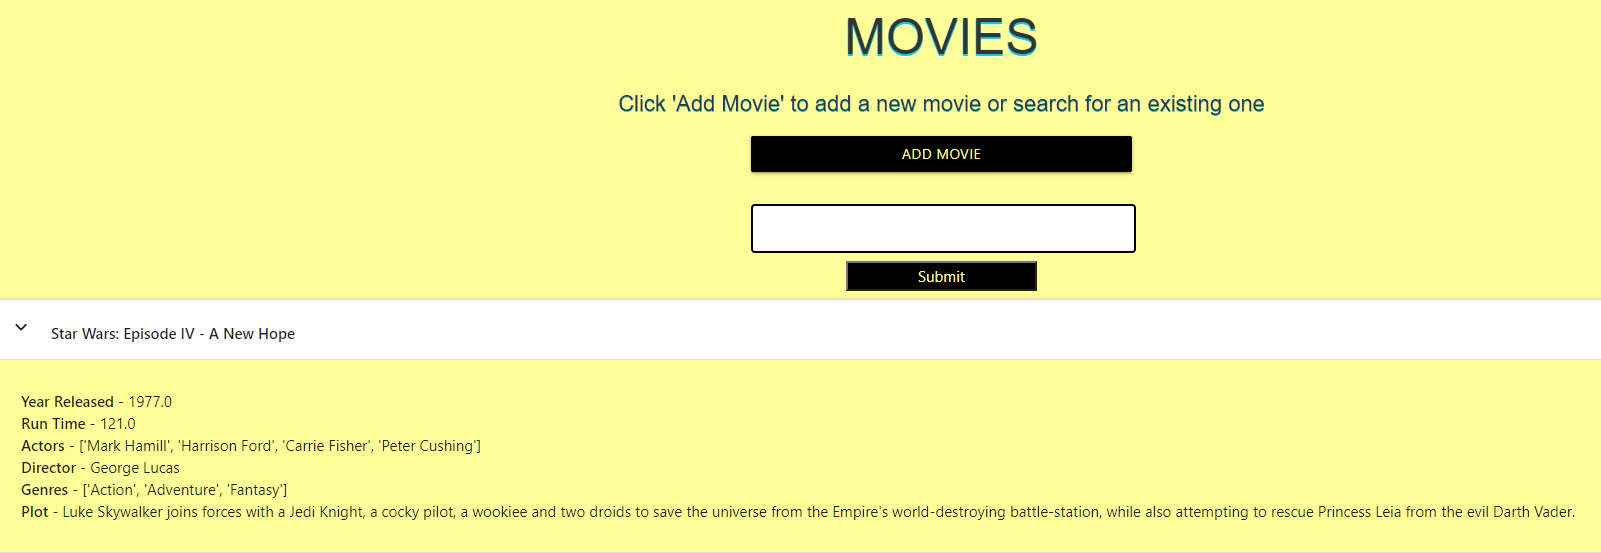 MOVIES
Click 'Add Movie' to add a new movie or search for an existing one
ADD MOVIE
Submit
Star Wars: Episode IV - A New Hope
Year Released - 1977.0
Run Time - 121.0
Actors - ['Mark Hamill', 'Harrison Ford', 'Carrie Fisher', 'Peter Cushing']
Director - George Lucas
Genres - ['Action', 'Adventure', 'Fantasy']
Plot - Luke Skywalker joins forces with a Jedi Knight, a cocky pilot, a wookiee and two droids to save the universe from the Empire's world-destroying battle-station, while also attempting to rescue Princess Leia from the evil Darth Vader.